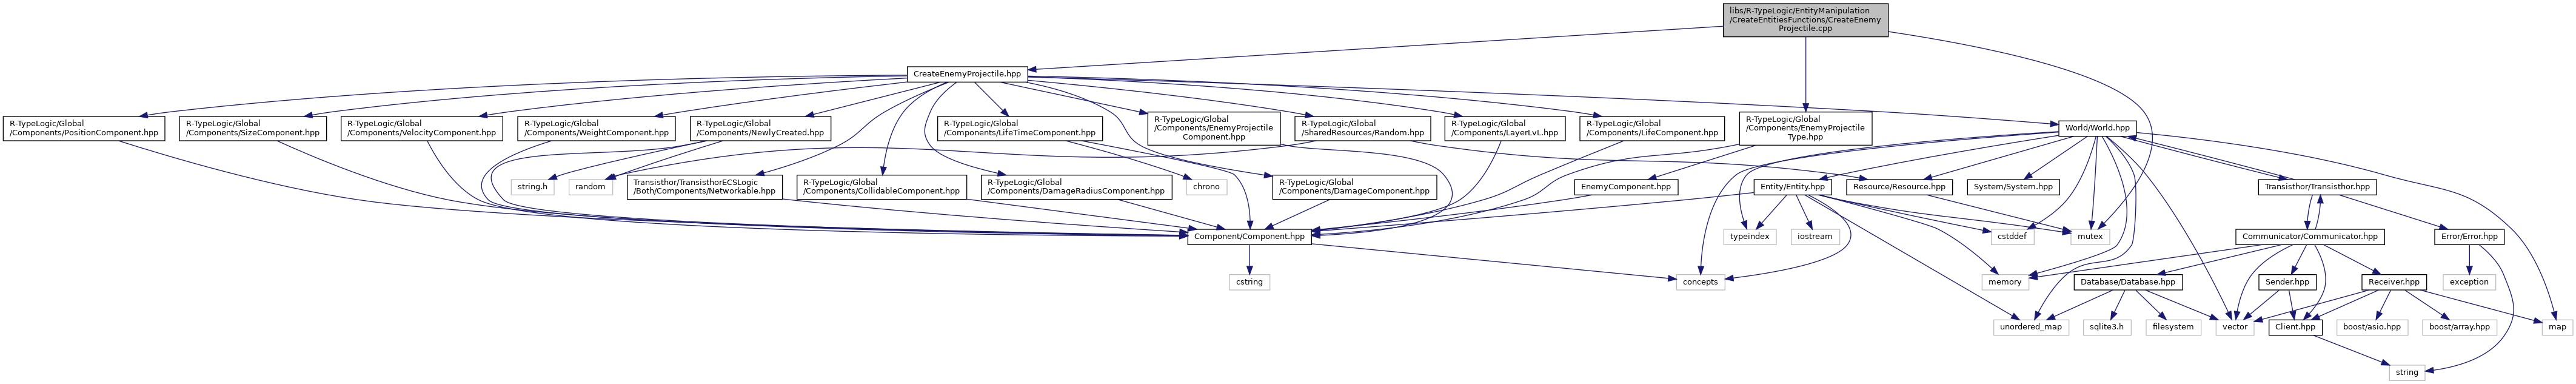 libs/R-TypeLogic/EntityManipulation
/CreateEntitiesFunctions/CreateEnemy
Projectile.cpp
CreateEnemyProjectile.hpp
R-TypeLogic/Global
/Components/PositionComponent.hpp
R-TypeLogic/Global
/Components/SizeComponent.hpp
R-TypeLogic/Global
/Components/VelocityComponent.hpp
R-TypeLogic/Global
/Components/WeightComponent.hpp
R-TypeLogic/Global
/Components/NewlyCreated.hpp
R-TypeLogic/Global
/Components/LifeTimeComponent.hpp
R-TypeLogic/Global
/Components/EnemyProjectile
Component.hpp
R-TypeLogic/Global
/SharedResources/Random.hpp
R-TypeLogic/Global
/Components/LayerLvL.hpp
R-TypeLogic/Global
/Components/LifeComponent.hpp
R-TypeLogic/Global
/Components/EnemyProjectile
Type.hpp
World/World.hpp
string.h
random
Transisthor/TransisthorECSLogic
/Both/Components/Networkable.hpp
R-TypeLogic/Global
/Components/CollidableComponent.hpp
R-TypeLogic/Global
/Components/DamageRadiusComponent.hpp
chrono
R-TypeLogic/Global
/Components/DamageComponent.hpp
EnemyComponent.hpp
Entity/Entity.hpp
Resource/Resource.hpp
System/System.hpp
Transisthor/Transisthor.hpp
Component/Component.hpp
typeindex
iostream
cstddef
mutex
Communicator/Communicator.hpp
Error/Error.hpp
cstring
concepts
memory
Database/Database.hpp
Sender.hpp
Receiver.hpp
exception
unordered_map
sqlite3.h
filesystem
vector
Client.hpp
boost/asio.hpp
boost/array.hpp
map
string